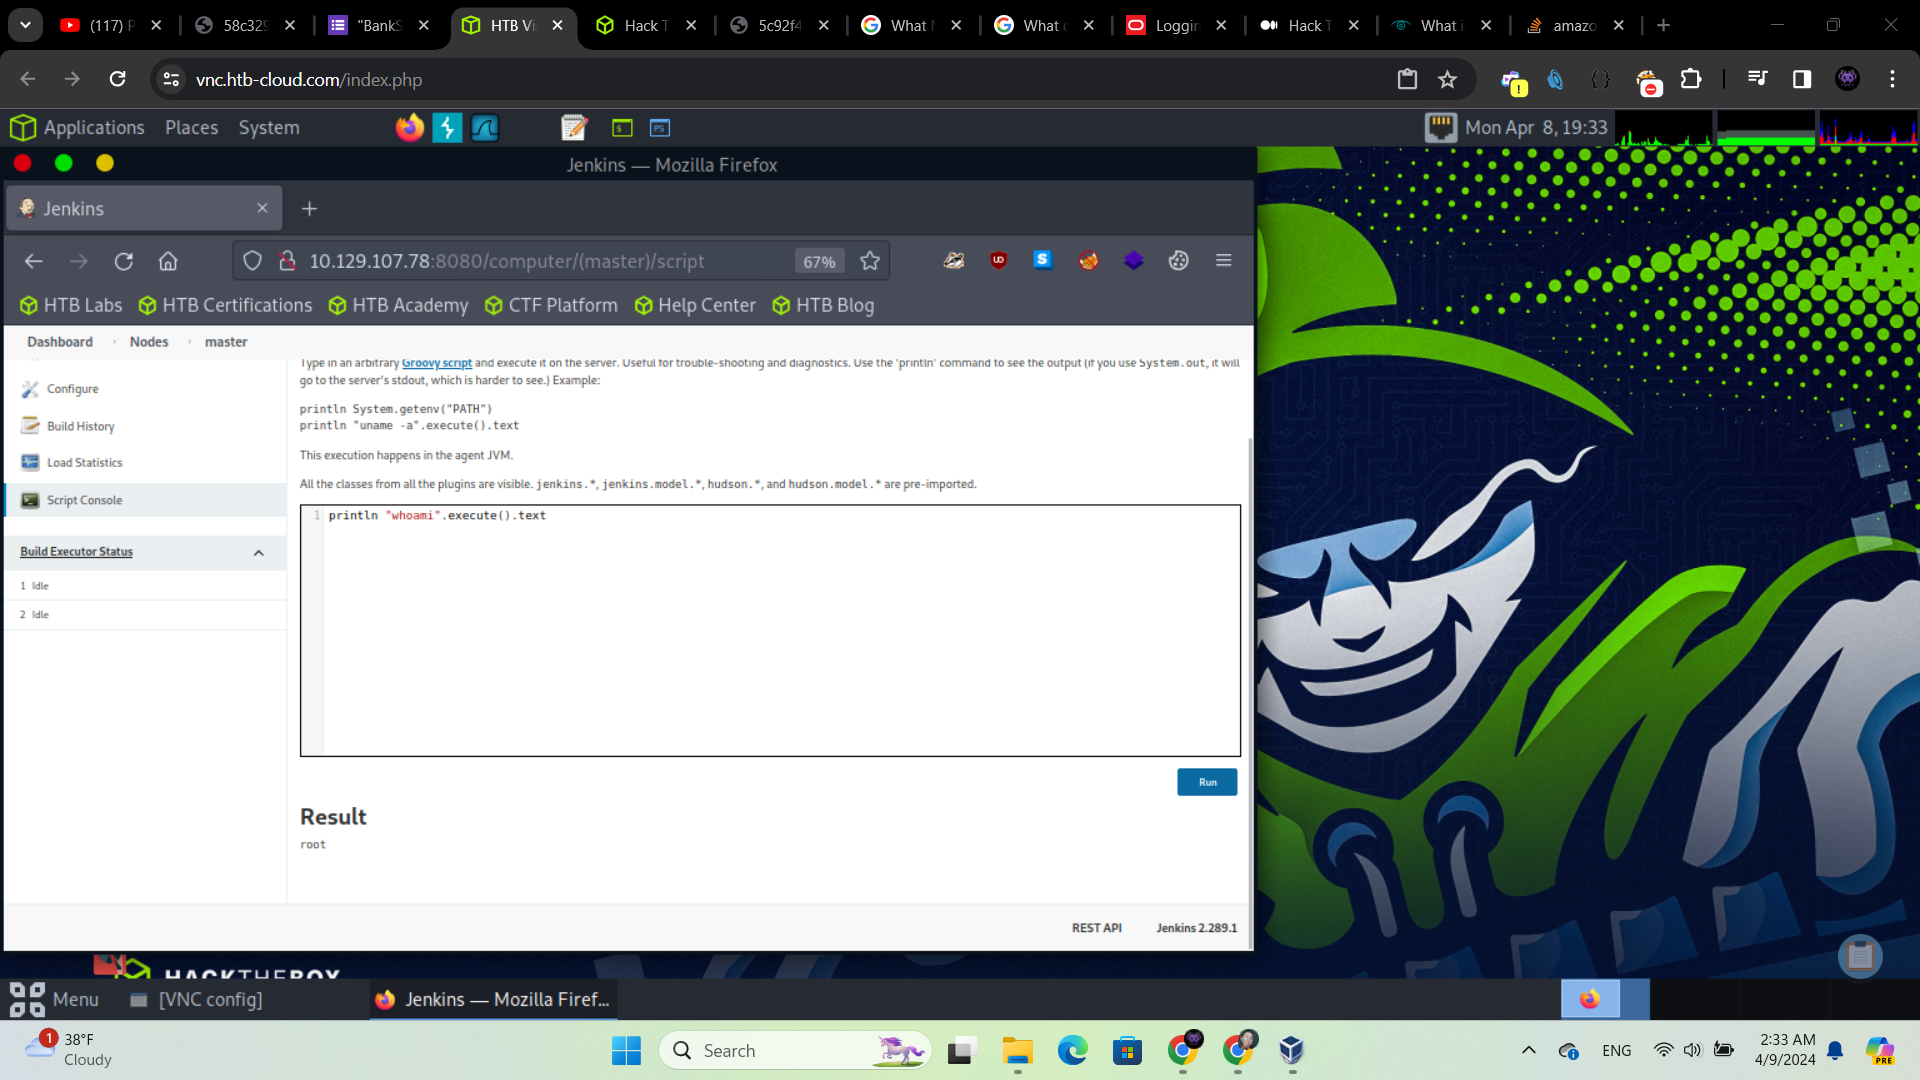 (117) P
58c329
"BankS
HTB Vi
Hack T
5c92f4
What N
What c
Loggin
Hack T
What i
amazo
vnc.htb-cloud.com/index.php
Applications Places System
Mon Apr 8, 19:33
Jenkins — Mozilla Firefox
Jenkins
10.129.107.78:8080/computer/(master)/script
67%
HTB Labs HTB Certifications HTB Academy CTF Platform Help Center HTB Blog
Dashboard Nodes master
Configure
Build History
Load Statistics
Script Console
Build Executor Status
1 Idle
2 Idle
Type in an arbitrary Groovy script and execute it on the server. Useful for trouble-shooting and diagnostics. Use the 'println' command to see the output (if you use System.out, it will
go to the server's stdout, which is harder to see.) Example:
println System.getenv("PATH")
println "uname -a".execute().text
This execution happens in the agent JVM.
All the classes from all the plugins are visible. jenkins.*, jenkins.model.*, hudson.*, and hudson.model.* are pre-imported.
1 println "whoami".execute().text
Run
Result
root
REST API Jenkins 2.289.1
HACKTHEBOX
Menu [VNC config] Jenkins — Mozilla Firef...
1
38°F
Cloudy
Search
ENG
2:33 AM
4/9/2024
PRE